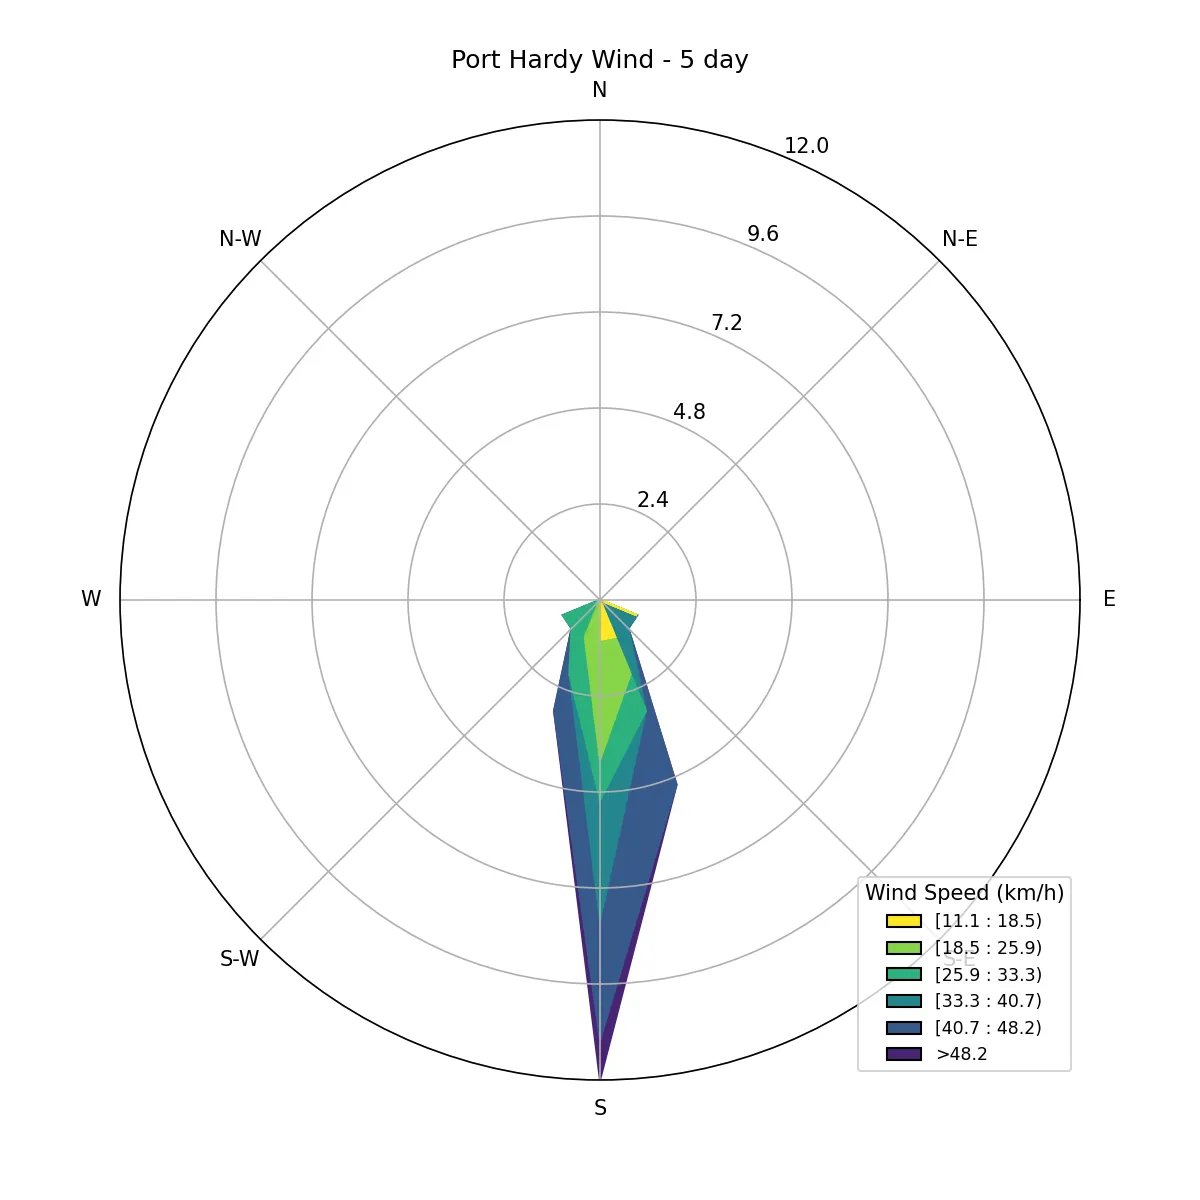 Port Hardy Wind - 5 day
N
12.0
N-W
9.6
N-E
7.2
4.8
2.4
W
E
Wind Speed (km/h)
[11.1 : 18.5)
[18.5 : 25.9)
S-W
S-E
[25.9 : 33.3)
[33.3 : 40.7)
[40.7 : 48.2)
>48.2
S